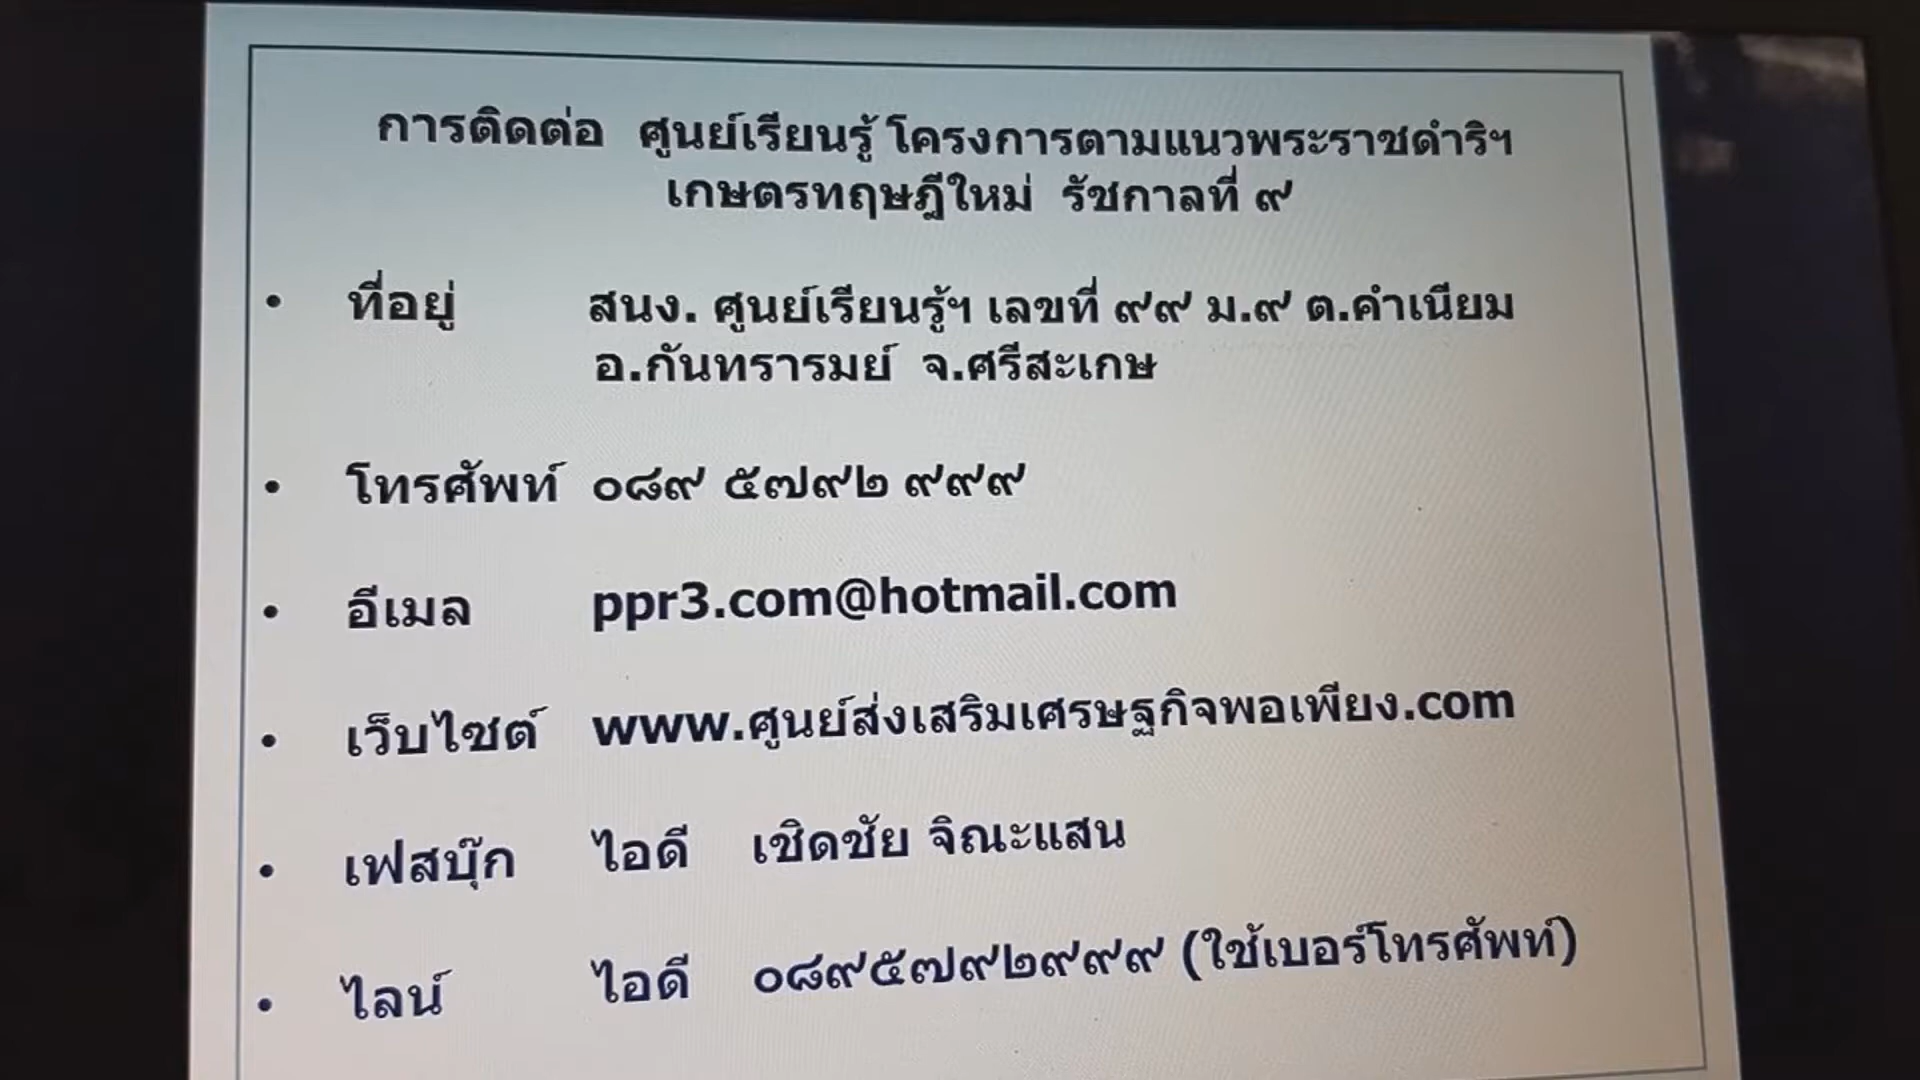 การติดต่อ ศูนย์เรียนรู้ โครงการตามแนวพระราชดำริฯ
เกษตรทฤษฎีใหม่ รัชกาลที่ ๙
• ที่อยู่ สนง. ศูนย์เรียนรู้ฯ เลขที่ ๙๙ ม.๙ ต.คำเนียม
อ.กันทรารมย์ จ.ศรีสะเกษ
• โทรศัพท์ ๐๘๙ ๕๗๙๒ ๙๙๙
• อีเมล ppr3.com@hotmail.com
• เว็บไซต์ www.ศูนย์ส่งเสริมเศรษฐกิจพอเพียง.com
• เฟสบุ๊ก ไอดี เชิดชัย จิณะแสน
• ไลน์ ไอดี ๐๘๙๕๗๙๒๙๙๙ (ใช้เบอร์โทรศัพท์)